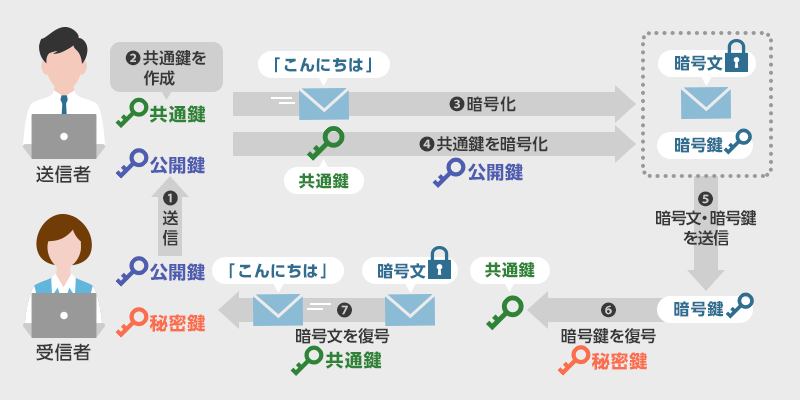 ❷共通鍵を
作成
共通鍵
公開鍵
送信者
「こんにちは」
❸暗号化
❹共通鍵を暗号化
公開鍵
共通鍵
暗号文
暗号鍵
❶
送
信
❺
暗号文・暗号鍵
を送信
公開鍵
秘密鍵
受信者
「こんにちは」
暗号文
❼
暗号文を復号
共通鍵
共通鍵
❻
暗号鍵を復号
秘密鍵
暗号鍵